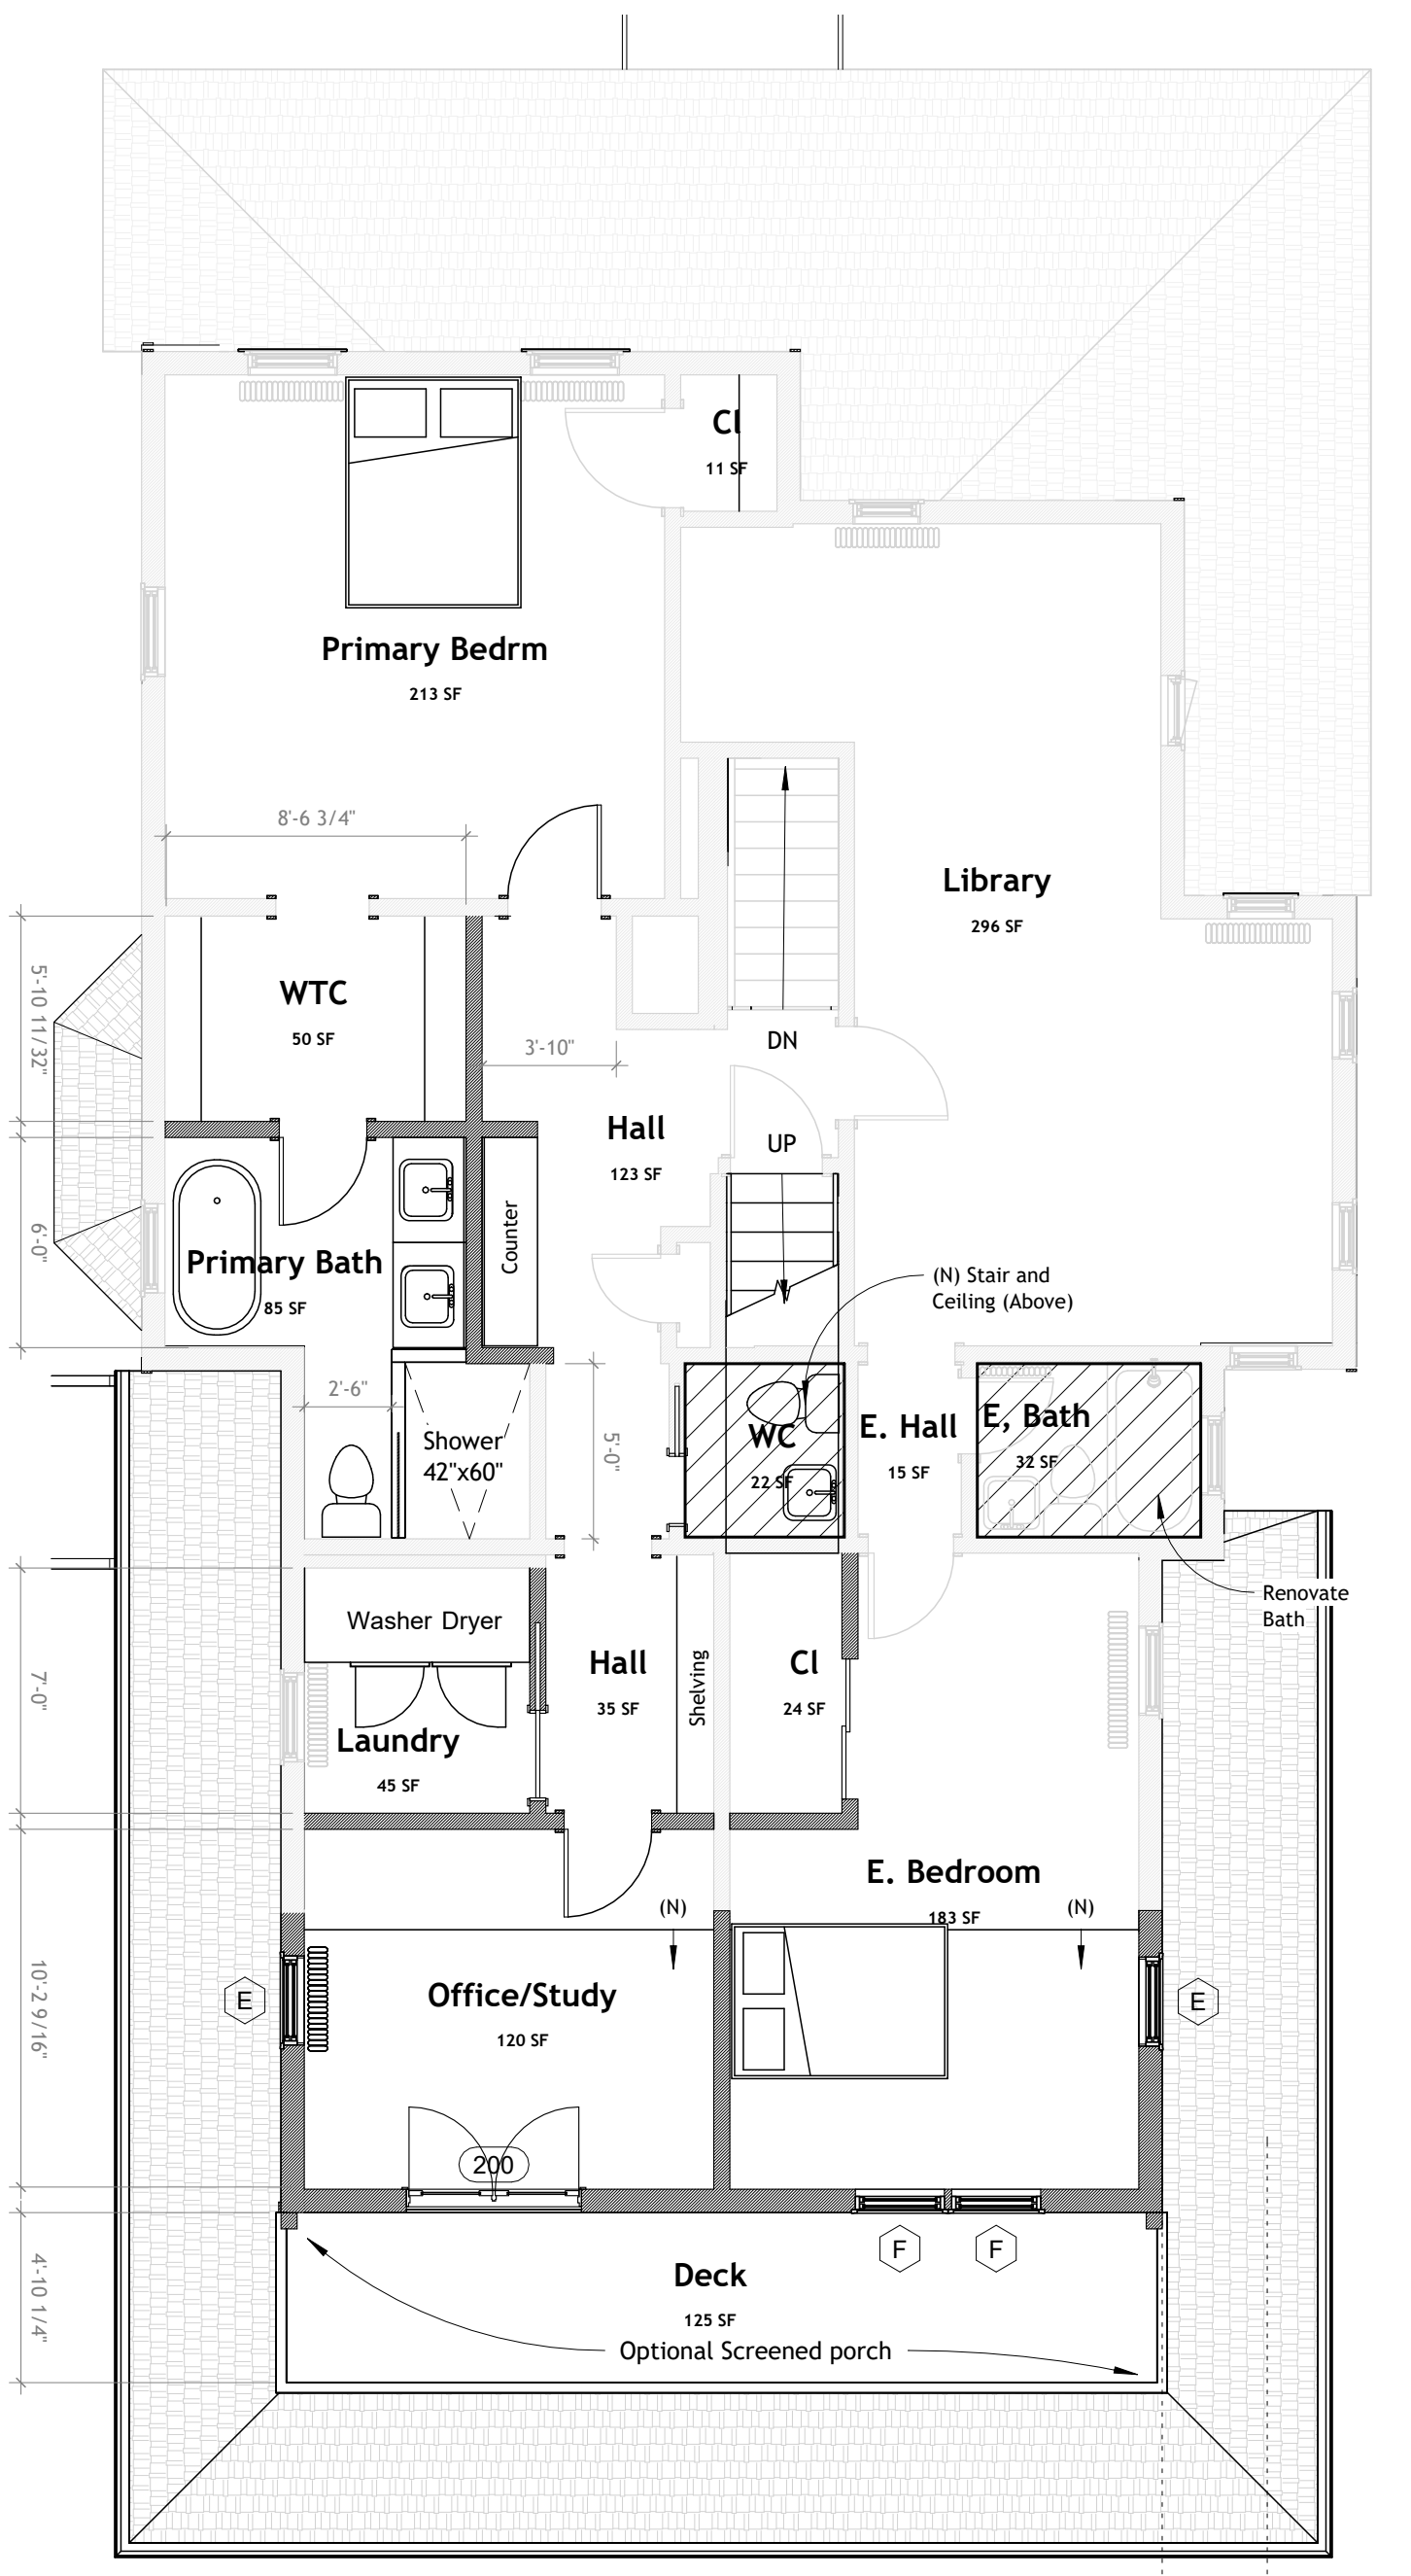 Cl
11 SF
Primary Bedrm
213 SF
8'-6 3/4"
Library
296 SF
WTC
50 SF
5'-10 11/32"
3'-10"
DN
Hall
123 SF
UP
Counter
6'-0"
Primary Bath
85 SF
(N) Stair and
Ceiling (Above)
2'-6"
Shower
42"x60"
5'-0"
WC
22 SF
E. Hall
15 SF
E, Bath
32 SF
Renovate
Bath
Washer Dryer
7'-0"
Hall
35 SF
Shelving
Cl
24 SF
Laundry
45 SF
E. Bedroom
183 SF
(N)
(N)
10'-2 9/16"
Office/Study
120 SF
E
E
200
F
F
Deck
125 SF
4'-10 1/4"
Optional Screened porch